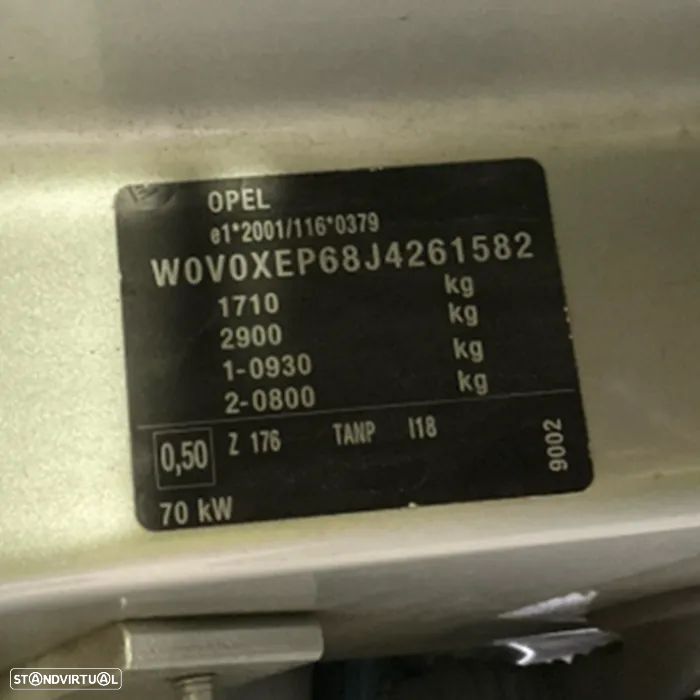 OPEL
e1*2001/116*0379
W0V0XEP68J4261582
1710 kg
2900 kg
1-0930 kg
2-0800 kg
0,50 Z 176 TANP I18
9002
70 kW
STANDVIRTUAL